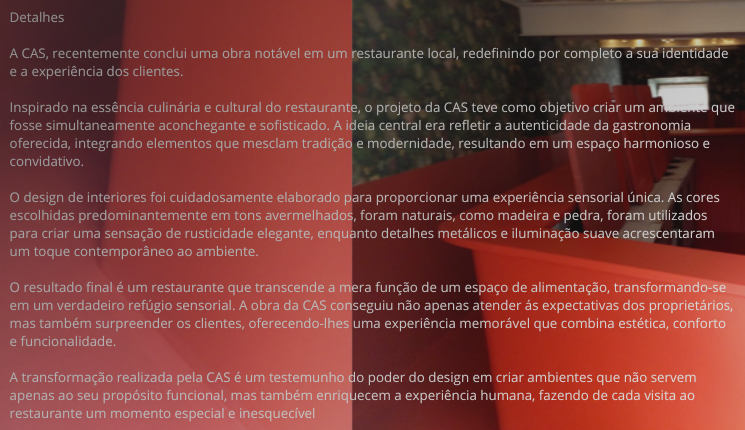 Detalhes
A CAS, recentemente conclui uma obra notável em um restaurante local, redefinindo por completo a sua identidade
e a experiência dos clientes.
Inspirado na essência culinária e cultural do restaurante, o projeto da CAS teve como objetivo criar um ambiente que
fosse simultaneamente aconchegante e sofisticado. A ideia central era refletir a autenticidade da gastronomia
oferecida, integrando elementos que mesclam tradição e modernidade, resultando em um espaço harmonioso e
convidativo.
O design de interiores foi cuidadosamente elaborado para proporcionar uma experiência sensorial única. As cores
escolhidas predominantemente em tons avermelhados, foram naturais, como madeira e pedra, foram utilizados
para criar uma sensação de rusticidade elegante, enquanto detalhes metálicos e iluminação suave acrescentaram
um toque contemporâneo ao ambiente.
O resultado final é um restaurante que transcende a mera função de um espaço de alimentação, transformando-se
em um verdadeiro refúgio sensorial. A obra da CAS conseguiu não apenas atender ás expectativas dos proprietários,
mas também surpreender os clientes, oferecendo-lhes uma experiência memorável que combina estética, conforto
e funcionalidade.
A transformação realizada pela CAS é um testemunho do poder do design em criar ambientes que não servem
apenas ao seu propósito funcional, mas também enriquecem a experiência humana, fazendo de cada visita ao
restaurante um momento especial e inesquecível